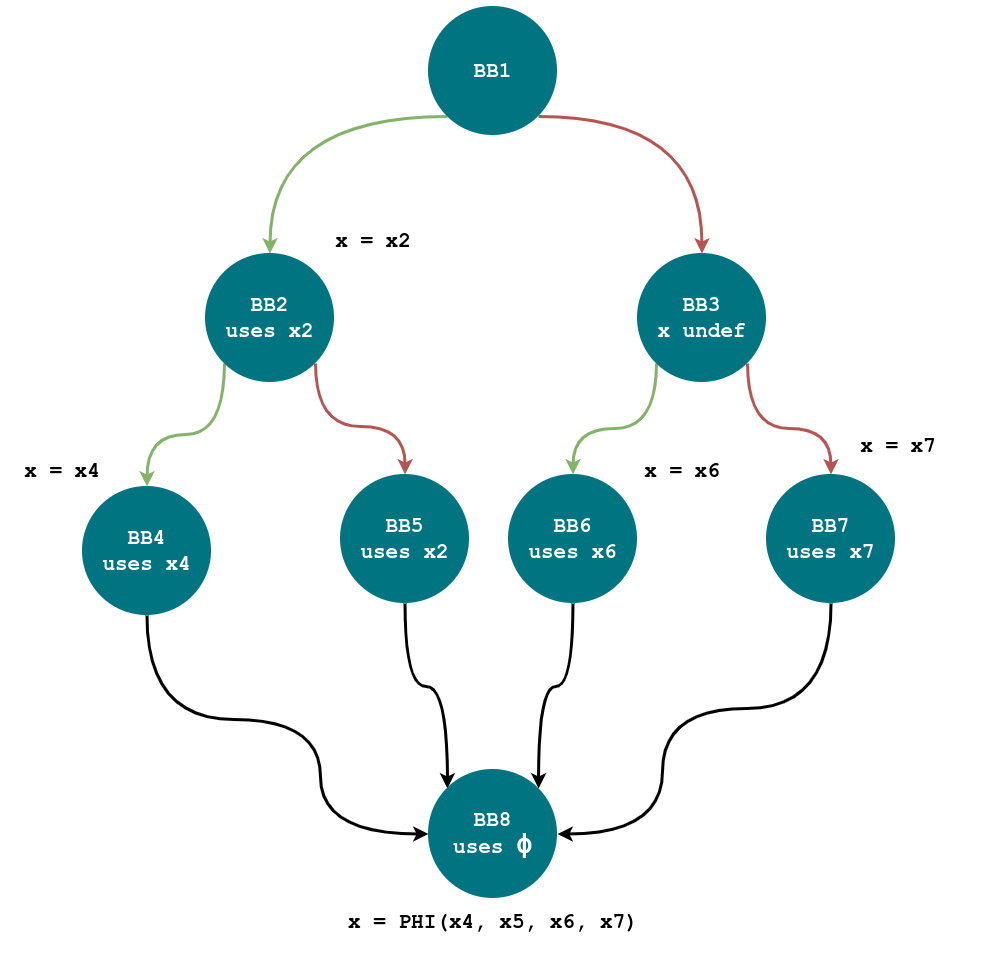 BB1
x = x2
BB2
uses x2
BB3
x undef
x = x4
x = x6
x = x7
BB4
uses x4
BB5
uses x2
BB6
uses x6
BB7
uses x7
BB8
uses ϕ
x = PHI(x4, x5, x6, x7)